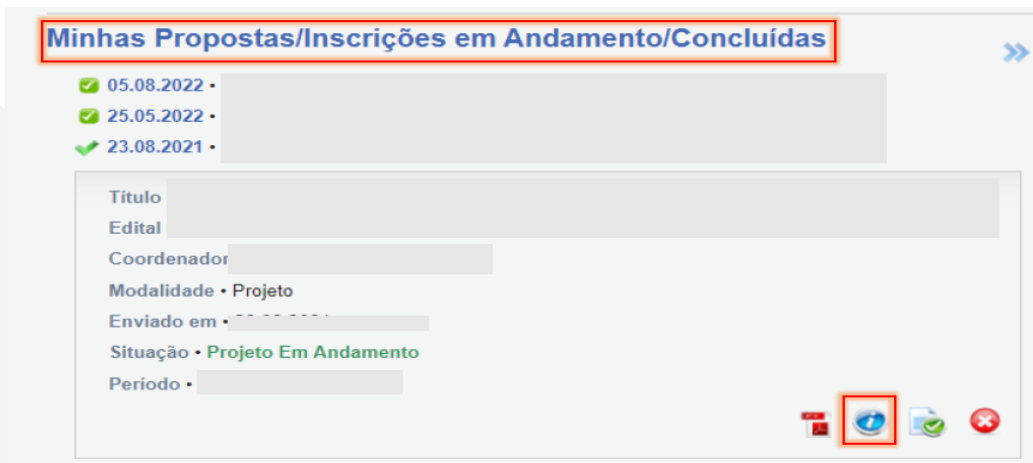 Minhas Propostas/Inscrições em Andamento/Concluídas
05.08.2022 •
25.05.2022 •
23.08.2021 •
Título
Edital
Coordenador
Modalidade • Projeto
Enviado em •
Situação • Projeto Em Andamento
Período •